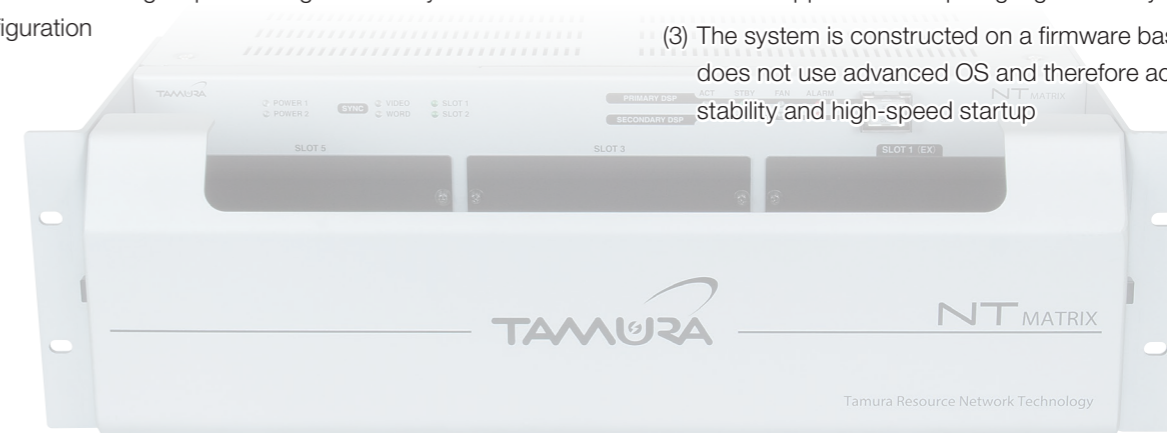 iguration
(3) The system is constructed on a firmware bas
does not use advanced OS and therefore ac
stability and high-speed startup
TAMURA
POWER 1
POWER 2
SYNC
VIDEO
WORD
SLOT 1
SLOT 2
PRIMARY DSP
SECONDARY DSP
ACT STBY FAN ALARM
NT MATRIX
SLOT 5
SLOT 3
SLOT 1 (EX)
TAMURA
NT MATRIX
Tamura Resource Network Technology